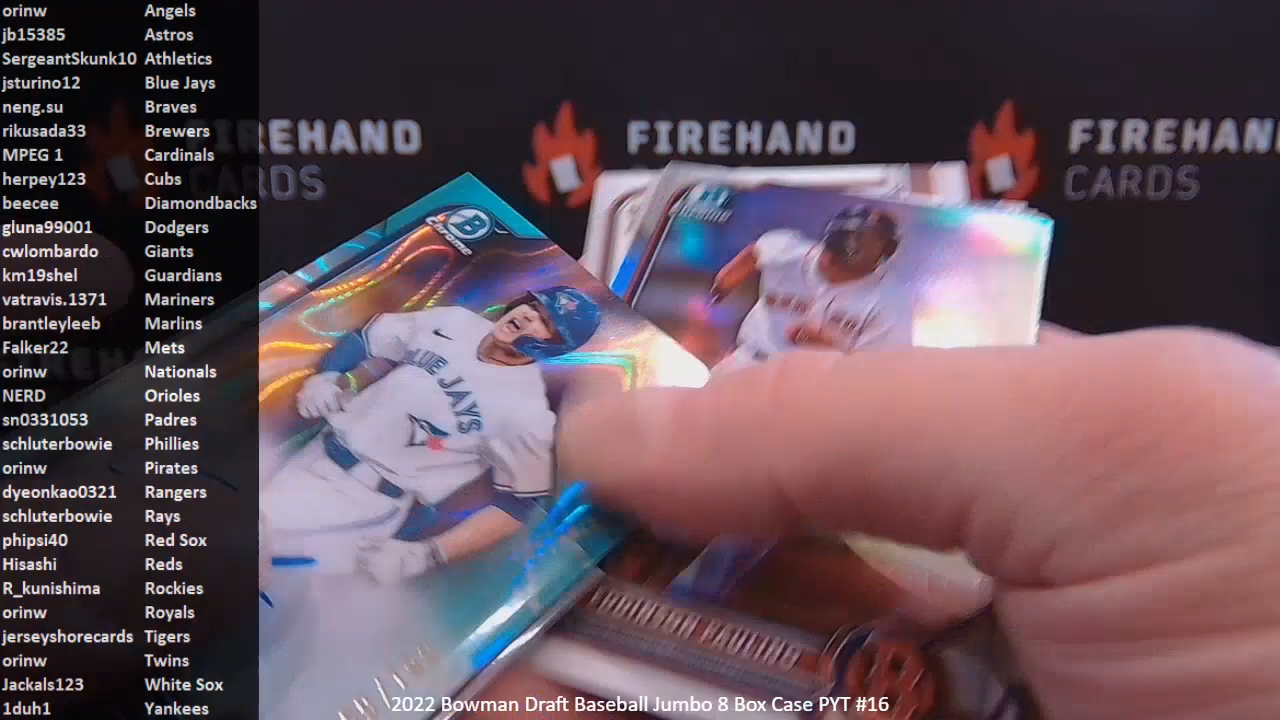 orinw Angels
jb15385 Astros
SergeantSkunk10 Athletics
jsturino12 Blue Jays
neng.su Braves
rikusada33 Brewers
MPEG 1 Cardinals
herpey123 Cubs
beecee Diamondbacks
gluna99001 Dodgers
cwlombardo Giants
km19shel Guardians
vatravis.1371 Mariners
brantleyleeb Marlins
Falker22 Mets
orinw Nationals
NERD Orioles
sn0331053 Padres
schluterbowie Phillies
orinw Pirates
dyeonkao0321 Rangers
schluterbowie Rays
phipsi40 Red Sox
Hisashi Reds
R_kunishima Rockies
orinw Royals
jerseyshorecards Tigers
orinw Twins
Jackals123 White Sox
1duh1 Yankees
FIREHAND
CARDS
FIREHAND
FIREHAN
CARDS
B
Chrome
BLUE JAYS
2022 Bowman Draft Baseball Jumbo 8 Box Case PYT #16